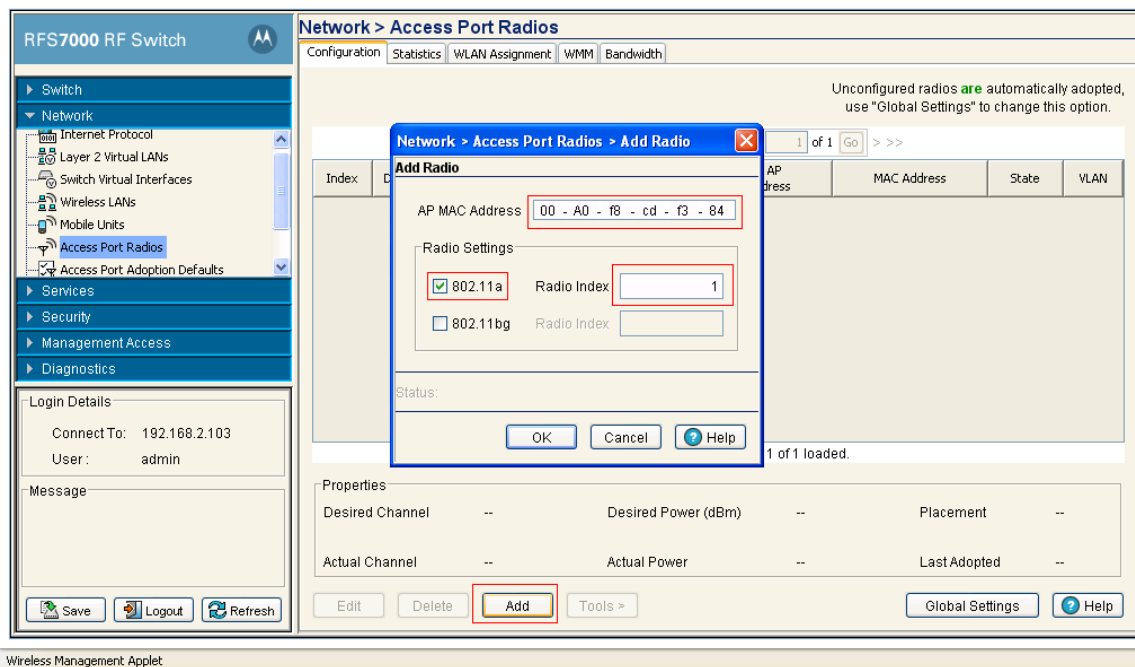 RFS7000 RF Switch
Switch
Network
Internet Protocol
Layer 2 Virtual LANs
Switch Virtual Interfaces
Wireless LANs
Mobile Units
Access Port Radios
Access Port Adoption Defaults
Services
Security
Management Access
Diagnostics
Login Details
Connect To: 192.168.2.103
User : admin
Message
Save Logout Refresh
Network > Access Port Radios
Configuration Statistics WLAN Assignment WMM Bandwidth
Unconfigured radios are automatically adopted,
use "Global Settings" to change this option.
1 of 1 Go > >>
Index AP MAC Address State VLAN
Network > Access Port Radios > Add Radio
Add Radio
AP MAC Address 00 - A0 - f8 - cd - f3 - 84
Radio Settings
802.11a Radio Index 1
802.11bg Radio Index
Status:
OK Cancel Help
1 of 1 loaded.
Properties
Desired Channel -- Desired Power (dBm) -- Placement --
Actual Channel -- Actual Power -- Last Adopted --
Edit Delete Add Tools > Global Settings Help
Wireless Management Applet